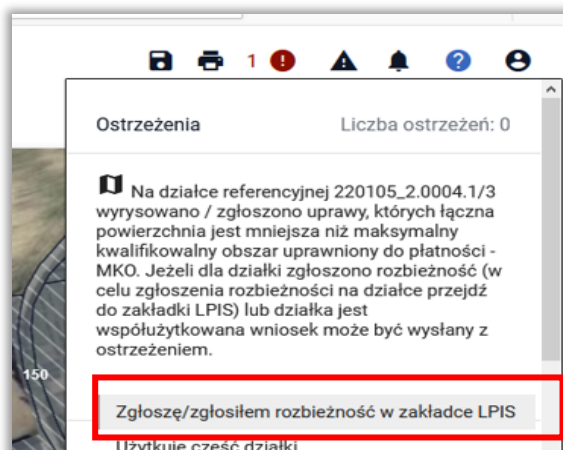 1
Ostrzeżenia Liczba ostrzeżeń: 0
Na działce referencyjnej 220105_2.0004.1/3
wyrysowano / zgłoszono uprawy, których łączna
powierzchnia jest mniejsza niż maksymalny
kwalifikowalny obszar uprawniony do płatności -
MKO. Jeżeli dla działki zgłoszono rozbieżność (w
celu zgłoszenia rozbieżności na działce przejdź
do zakładki LPIS) lub działka jest
współużytkowana wniosek może być wysłany z
ostrzeżeniem.
150
Zgłoszę/zgłosiłem rozbieżność w zakładce LPIS
Użytkuję część działki